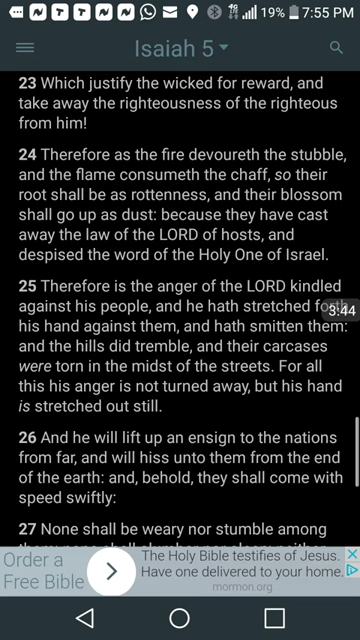 19% 7:55 PM
Isaiah 5
23 Which justify the wicked for reward, and
take away the righteousness of the righteous
from him!
24 Therefore as the fire devoureth the stubble,
and the flame consumeth the chaff, so their
root shall be as rottenness, and their blossom
shall go up as dust: because they have cast
away the law of the LORD of hosts, and
despised the word of the Holy One of Israel.
25 Therefore is the anger of the LORD kindled
against his people, and he hath stretched forth
3:44
his hand against them, and hath smitten them:
and the hills did tremble, and their carcases
were torn in the midst of the streets. For all
this his anger is not turned away, but his hand
is stretched out still.
26 And he will lift up an ensign to the nations
from far, and will hiss unto them from the end
of the earth: and, behold, they shall come with
speed swiftly:
27 None shall be weary nor stumble among
Order a
Free Bible
The Holy Bible testifies of Jesus.
Have one delivered to your home.
mormon.org